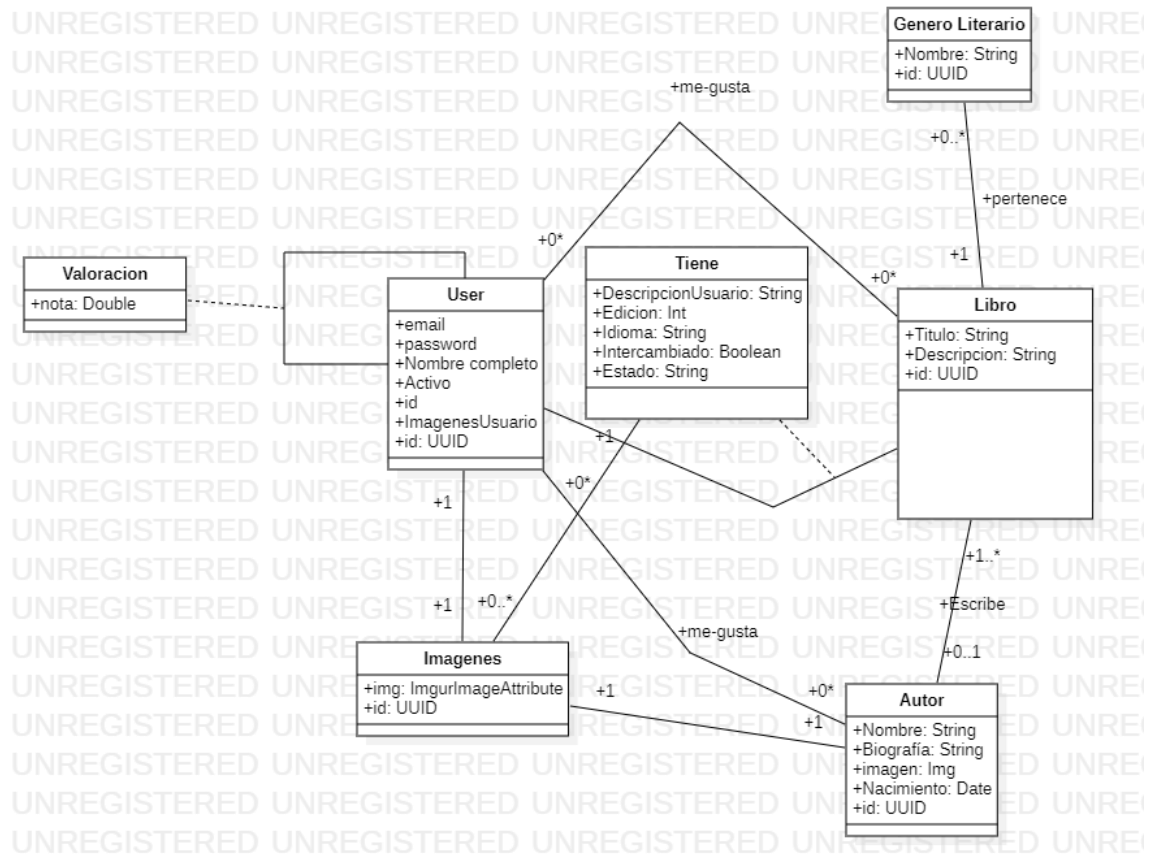 UNREGISTERED
Genero Literario
+Nombre: String
+id: UUID
+me-gusta
+0..*
+pertenece
+1
+0*
+0*
Valoracion
+nota: Double
User
+email
+password
+Nombre completo
+Activo
+id
+ImagenesUsuario
+id: UUID
Tiene
+DescripcionUsuario: String
+Edicion: Int
+Idioma: String
+Intercambiado: Boolean
+Estado: String
Libro
+Titulo: String
+Descripcion: String
+id: UUID
+1
+0*
+1
+1
+0..*
+1..*
+Escribe
+0..1
+me-gusta
Imagenes
+img: ImgurImageAttribute
+id: UUID
+1
+0*
+1
Autor
+Nombre: String
+Biografía: String
+imagen: Img
+Nacimiento: Date
+id: UUID